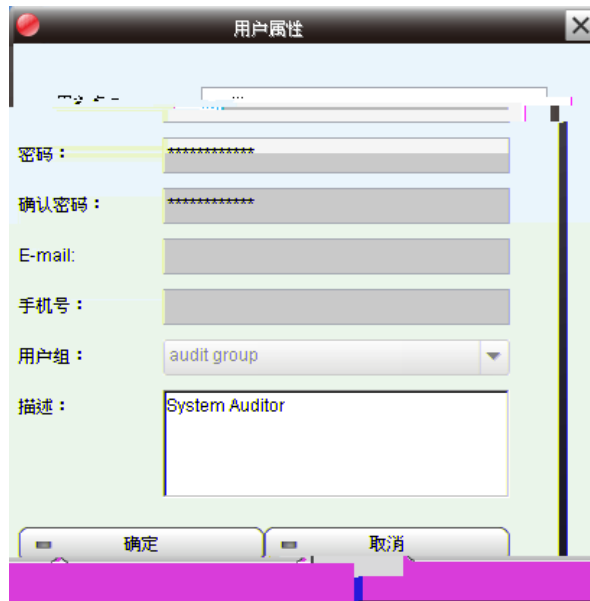 用户属性
密码：
************
确认密码：
************
E-mail:
手机号：
用户组：
audit group
描述：
System Auditor
确定
取消